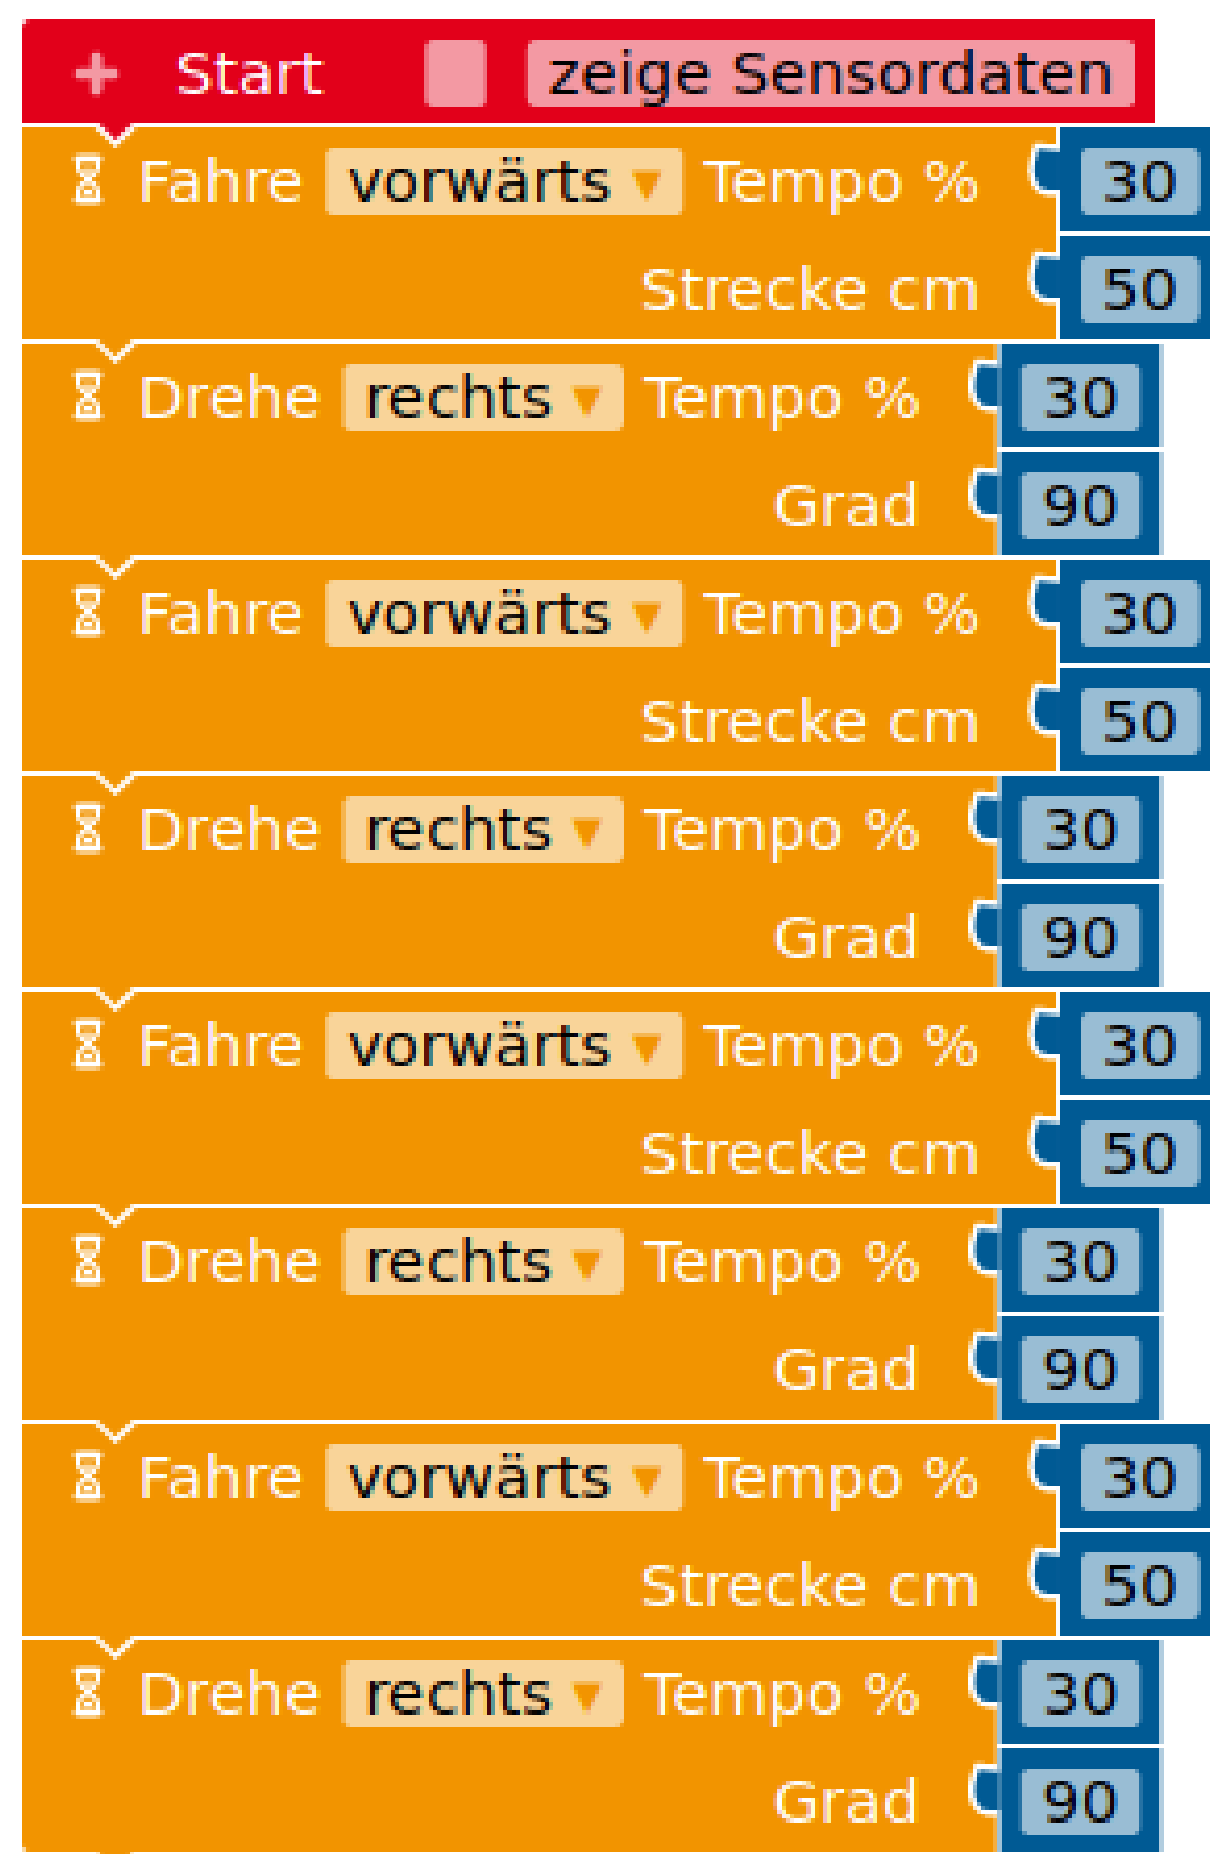 + Start zeige Sensordaten
Fahre vorwärts Tempo % 30
Strecke cm 50
Drehe rechts Tempo % 30
Grad 90
Fahre vorwärts Tempo % 30
Strecke cm 50
Drehe rechts Tempo % 30
Grad 90
Fahre vorwärts Tempo % 30
Strecke cm 50
Drehe rechts Tempo % 30
Grad 90
Fahre vorwärts Tempo % 30
Strecke cm 50
Drehe rechts Tempo % 30
Grad 90